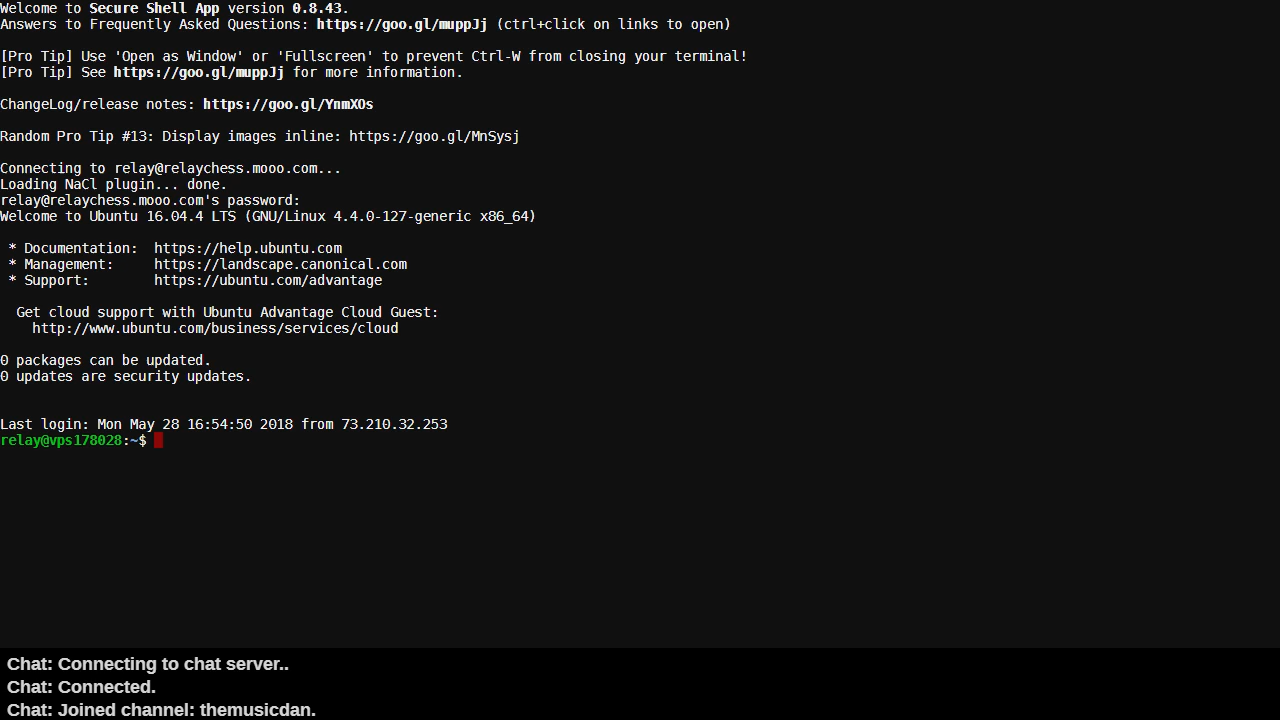 Welcome to Secure Shell App version 0.8.43.
Answers to Frequently Asked Questions: https://goo.gl/muppJj (ctrl+click on links to open)
[Pro Tip] Use 'Open as Window' or 'Fullscreen' to prevent Ctrl-W from closing your terminal!
[Pro Tip] See https://goo.gl/muppJj for more information.
ChangeLog/release notes: https://goo.gl/YnmXOs
Random Pro Tip #13: Display images inline: https://goo.gl/MnSysj
Connecting to relay@relaychess.mooo.com...
Loading NaCl plugin... done.
relay@relaychess.mooo.com's password:
Welcome to Ubuntu 16.04.4 LTS (GNU/Linux 4.4.0-127-generic x86_64)
* Documentation:  https://help.ubuntu.com
* Management:     https://landscape.canonical.com
* Support:        https://ubuntu.com/advantage
Get cloud support with Ubuntu Advantage Cloud Guest:
http://www.ubuntu.com/business/services/cloud
0 packages can be updated.
0 updates are security updates.
Last login: Mon May 28 16:54:50 2018 from 73.210.32.253
relay@vps178028:~$
Chat: Connecting to chat server..
Chat: Connected.
Chat: Joined channel: themusicdan.